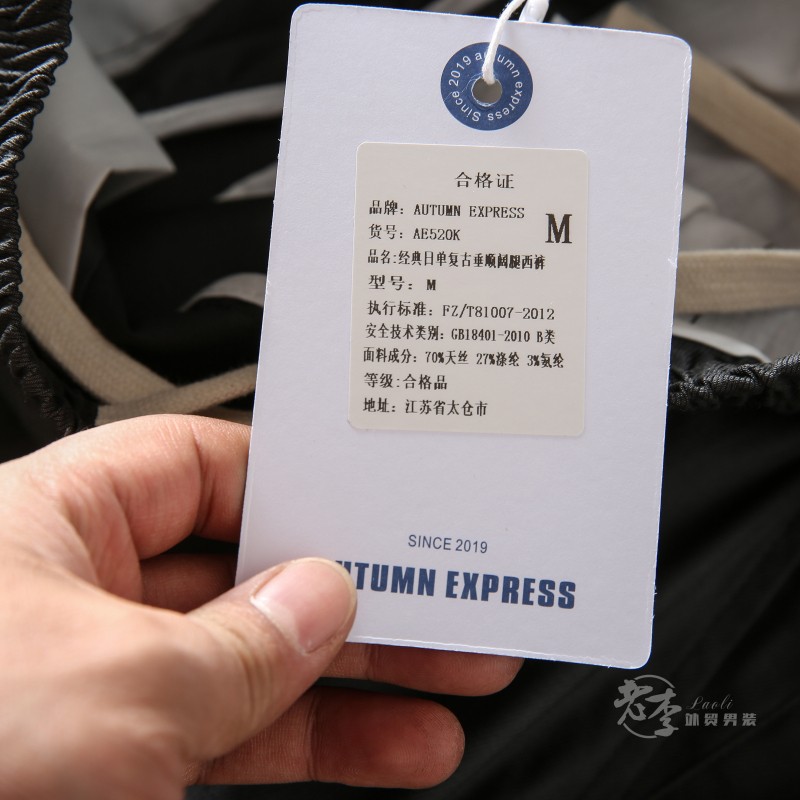 Since 2019 autumn express
合格证
品牌: AUTUMN EXPRESS
M
货号: AE520K
品名:经典日单复古垂顺阔腿西裤
型号: M
执行标准: FZ/T81007-2012
安全技术类别: GB18401-2010 B类
面料成分: 70%天丝 27%涤纶 3%氨纶
等级:合格品
地址: 江苏省太仓市
SINCE 2019
AUTUMN EXPRESS
老李
Laoli
外贸男装